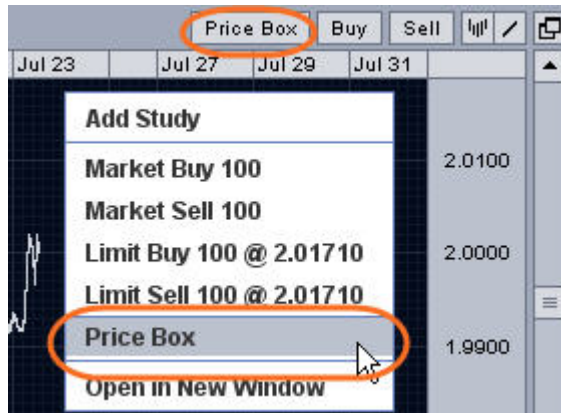 Price Box Buy Sell
Jul 23 Jul 27 Jul 29 Jul 31
Add Study
Market Buy 100
2.0100
Market Sell 100
Limit Buy 100 @ 2.01710
2.0000
Limit Sell 100 @ 2.01710
Price Box
1.9900
Open in New Window